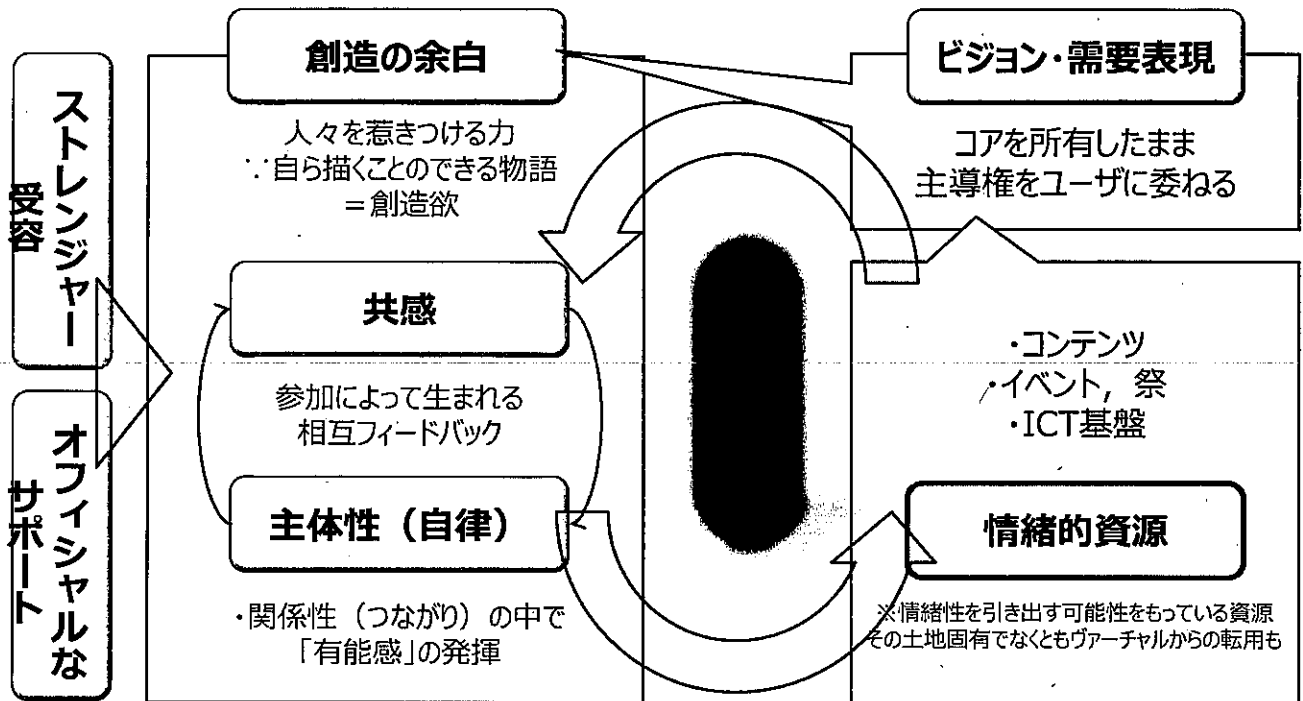 ストレンジャー
受容
オフィシャルな
サポート
創造の余白
人々を惹きつける力
∵自ら描くことのできる物語
＝創造欲
共感
参加によって生まれる
相互フィードバック
主体性（自律）
・関係性（つながり）の中で
「有能感」の発揮
ビジョン・需要表現
コアを所有したまま
主導権をユーザに委ねる
・コンテンツ
・イベント，祭
・ICT基盤
情緒的資源
※情緒性を引き出す可能性をもっている資源
その土地固有でなくともヴァーチャルからの転用も